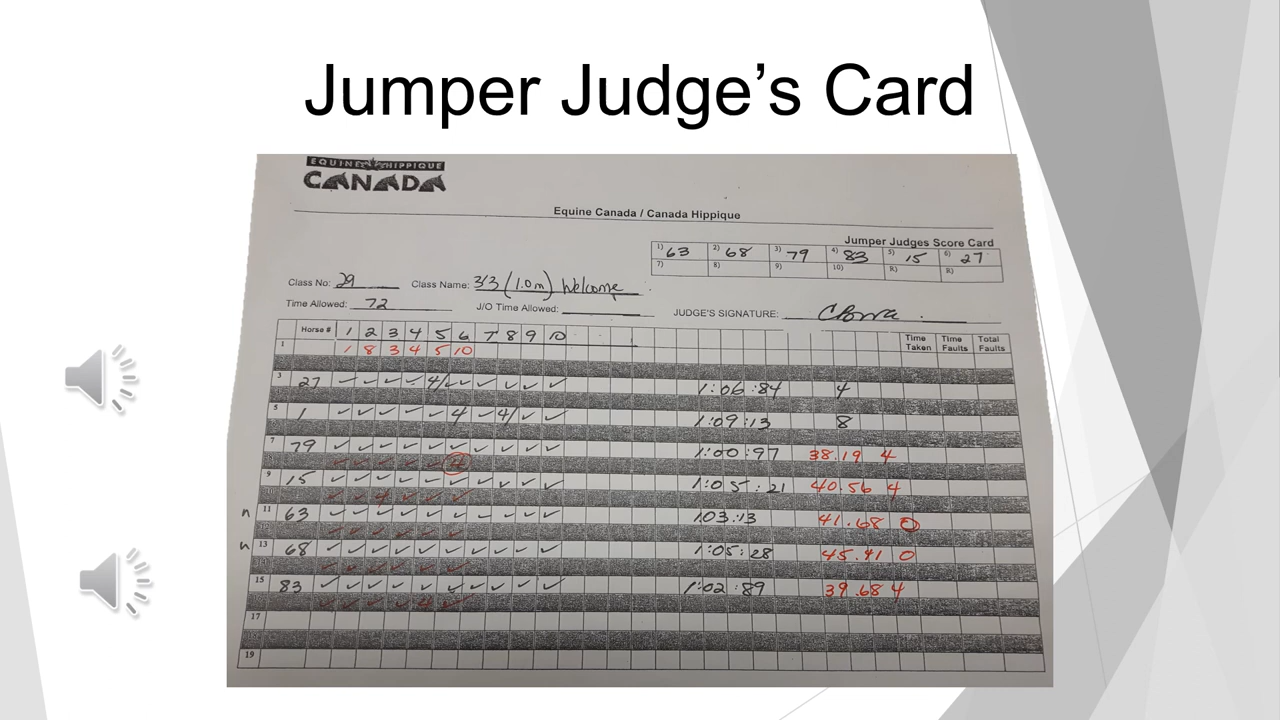 Jumper Judge’s Card
EQUINE HIPPIQUE
CANADA
Equine Canada / Canada Hippique
Jumper Judges Score Card
1) 63 2) 68 3) 79 4) 83 5) 15 6) 27
7) 8) 9) 10) R) R)
Class No: 29 Class Name: 3/3 (1.0m) Welcome
Time Allowed: 72 J/O Time Allowed: JUDGE'S SIGNATURE:
Horse # 1 2 3 4 5 6 7 8 9 10 Time Taken Time Faults Total Faults
1 1 8 3 4 5 10
3 27 ✓ ✓ ✓ ✓ 4/ ✓ ✓ ✓ ✓ ✓ 1:06:84 4
5 1 ✓ ✓ ✓ ✓ ✓ 4 ✓ 4/ ✓ ✓ 1:09:13 8
7 79 ✓ ✓ ✓ ✓ ✓ ✓ ✓ ✓ ✓ ✓ 1:00:97 38.19 4
✓ ✓ ✓ ✓ ✓ 4
9 15 ✓ ✓ ✓ ✓ ✓ ✓ ✓ ✓ ✓ ✓ 1:05:21 40.56 4
✓ ✓ 4 ✓ ✓ ✓
n 11 63 ✓ ✓ ✓ ✓ ✓ ✓ ✓ ✓ ✓ ✓ 103:13 41.68 0
✓ ✓ ✓ ✓ ✓ ✓
n 13 68 ✓ ✓ ✓ ✓ ✓ ✓ ✓ ✓ ✓ ✓ 1:05:28 45.41 0
✓ ✓ ✓ ✓ ✓ ✓
15 83 ✓ ✓ ✓ ✓ ✓ ✓ ✓ ✓ ✓ ✓ 1:02:89 39.68 4
✓ ✓ ✓ ✓ 4 ✓
17
19